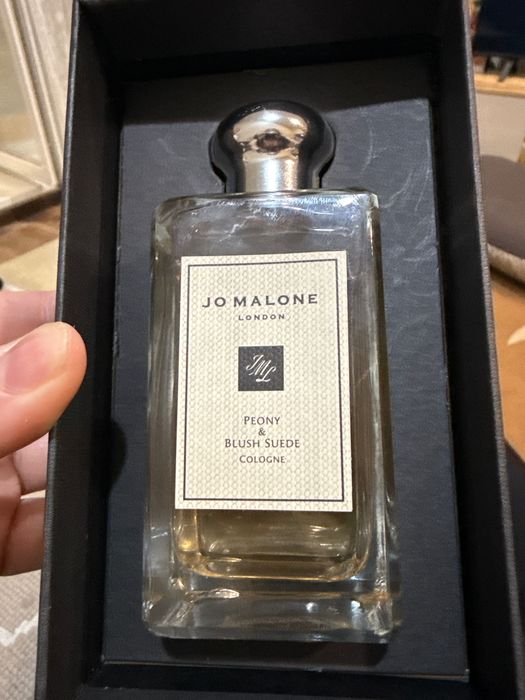 JO MALONE
LONDON
JML
PEONY
&
BLUSH SUEDE
COLOGNE